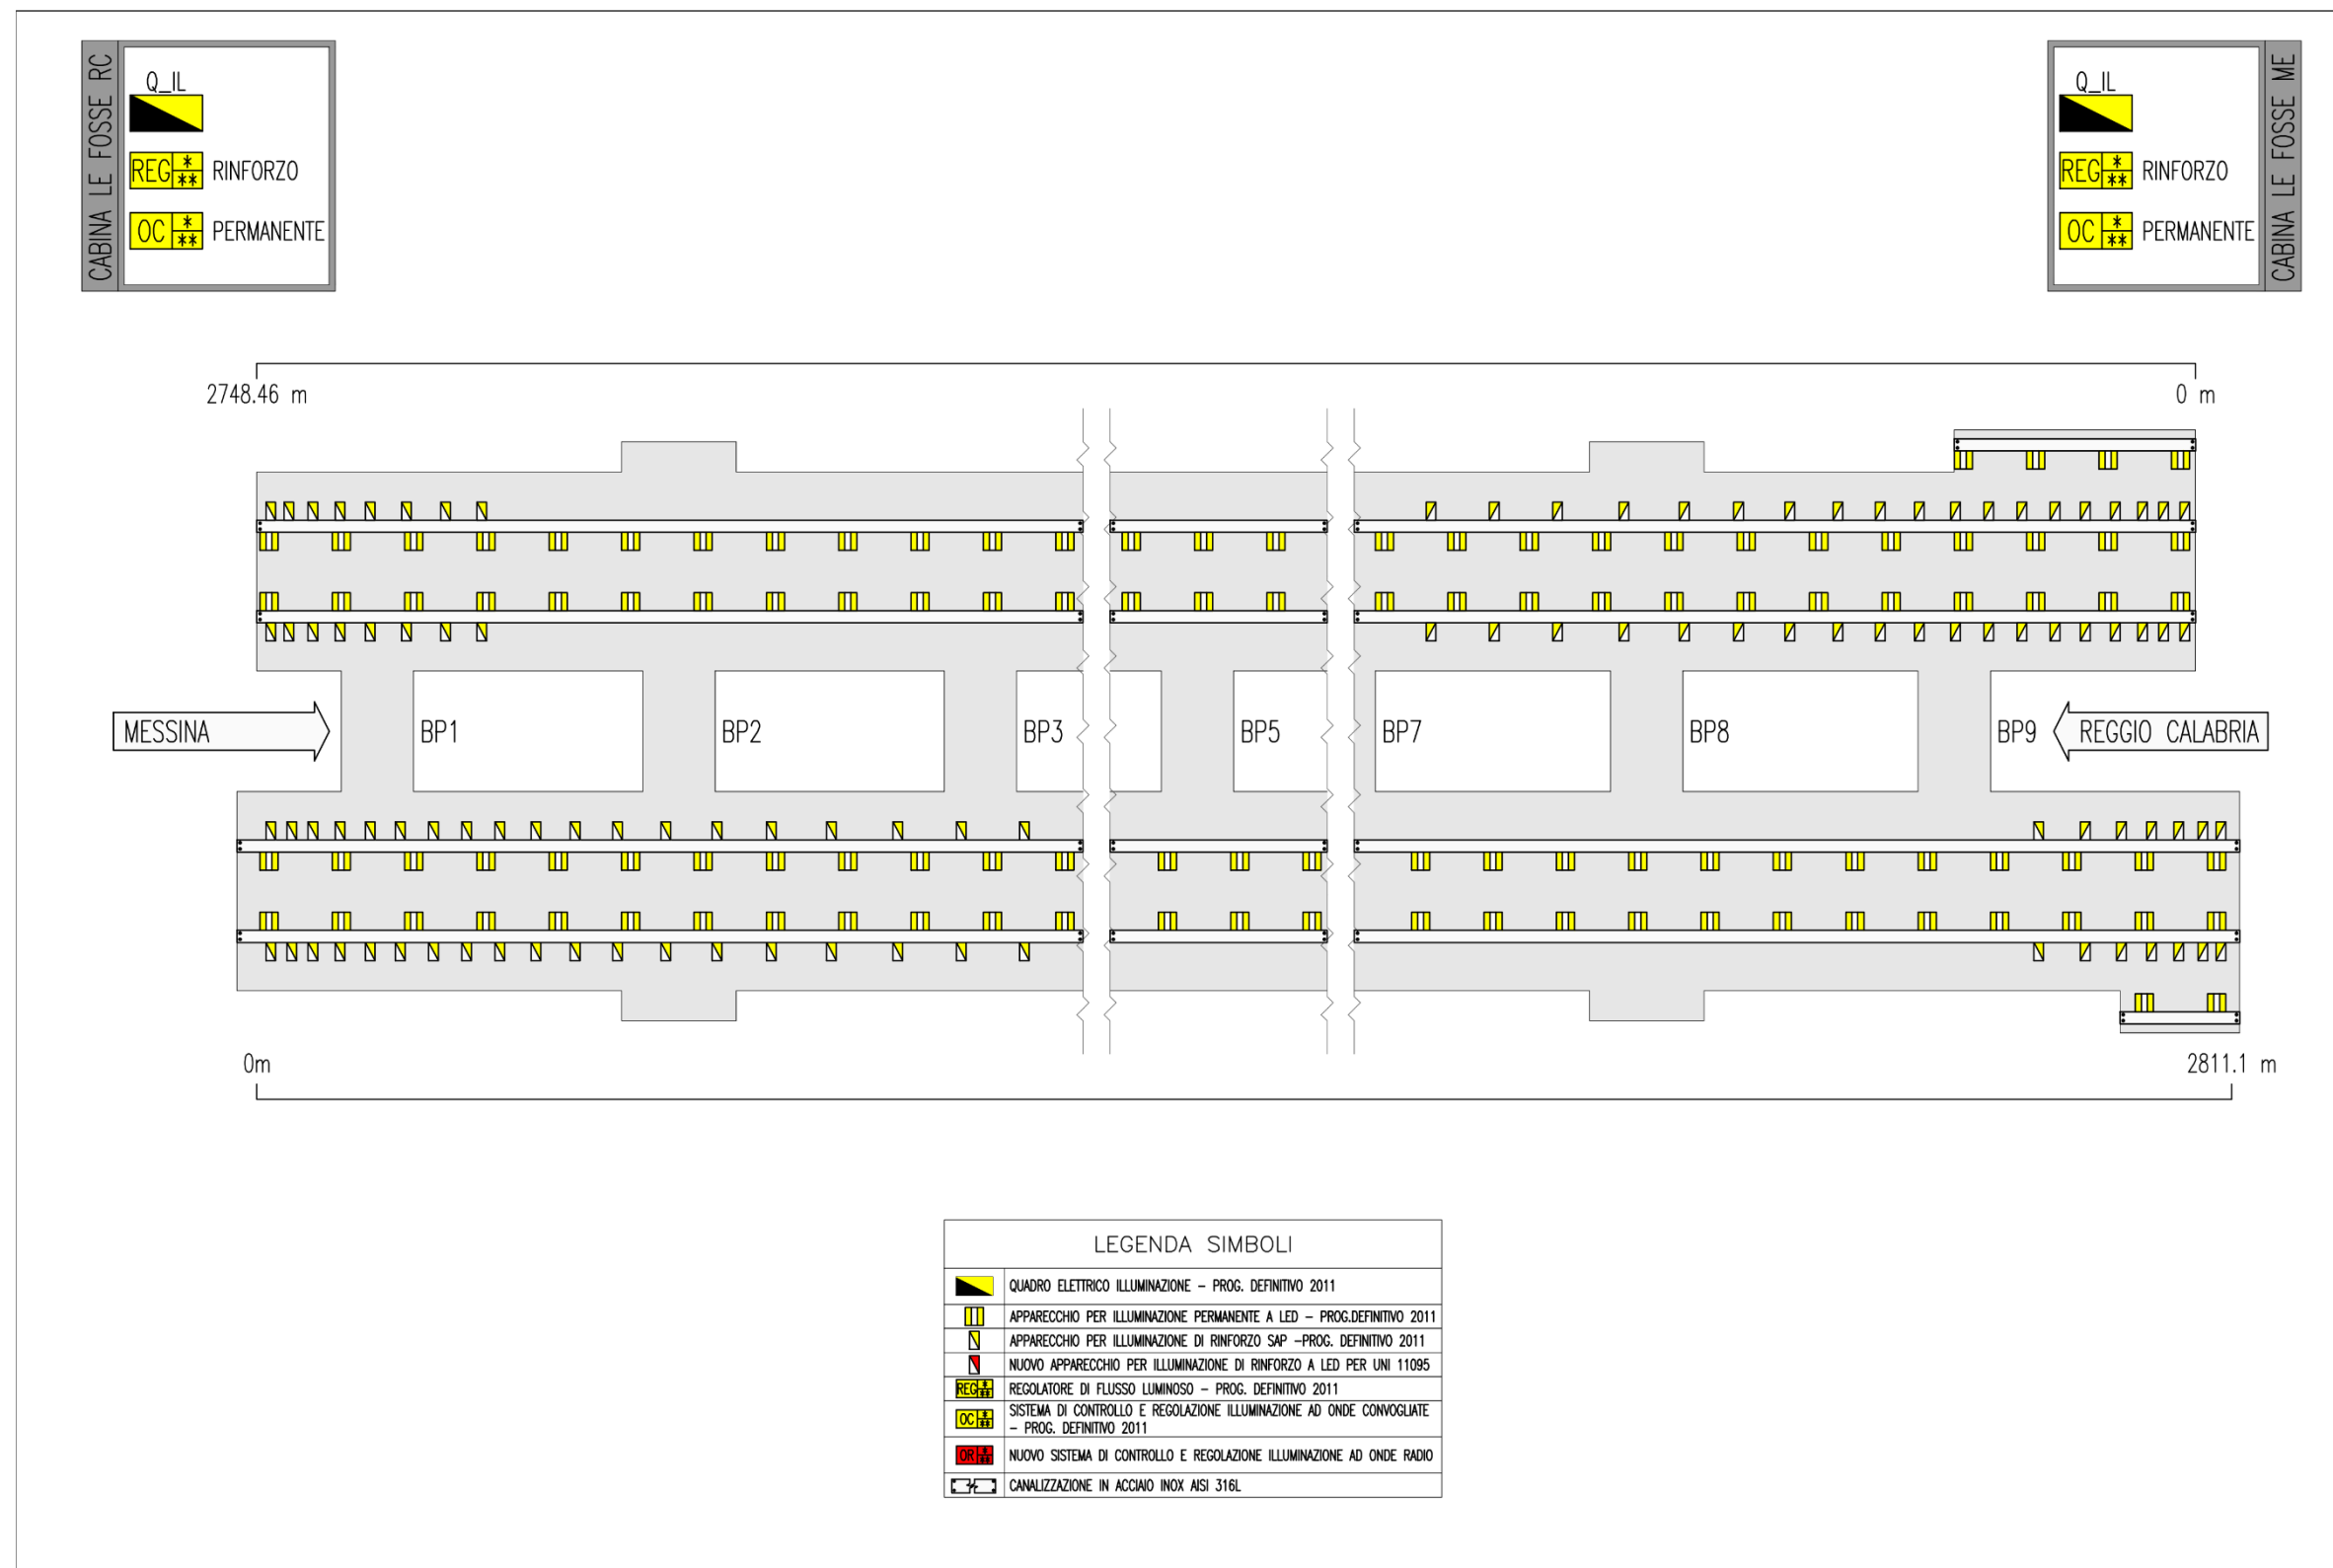 CABINA LE FOSSE RC
Q_IL
REG * ** RINFORZO
OC * ** PERMANENTE
Q_IL
REG * ** RINFORZO
OC * ** PERMANENTE
CABINA LE FOSSE ME
2748.46 m
0 m
MESSINA
BP1
BP2
BP3
BP5
BP7
BP8
BP9
REGGIO CALABRIA
0m
2811.1 m
LEGENDA SIMBOLI
QUADRO ELETTRICO ILLUMINAZIONE – PROG. DEFINITIVO 2011
APPARECCHIO PER ILLUMINAZIONE PERMANENTE A LED – PROG.DEFINITIVO 2011
APPARECCHIO PER ILLUMINAZIONE DI RINFORZO SAP –PROG. DEFINITIVO 2011
NUOVO APPARECCHIO PER ILLUMINAZIONE DI RINFORZO A LED PER UNI 11095
REG * ** REGOLATORE DI FLUSSO LUMINOSO – PROG. DEFINITIVO 2011
OC * ** SISTEMA DI CONTROLLO E REGOLAZIONE ILLUMINAZIONE AD ONDE CONVOGLIATE
– PROG. DEFINITIVO 2011
OR * ** NUOVO SISTEMA DI CONTROLLO E REGOLAZIONE ILLUMINAZIONE AD ONDE RADIO
CANALIZZAZIONE IN ACCIAIO INOX AISI 316L